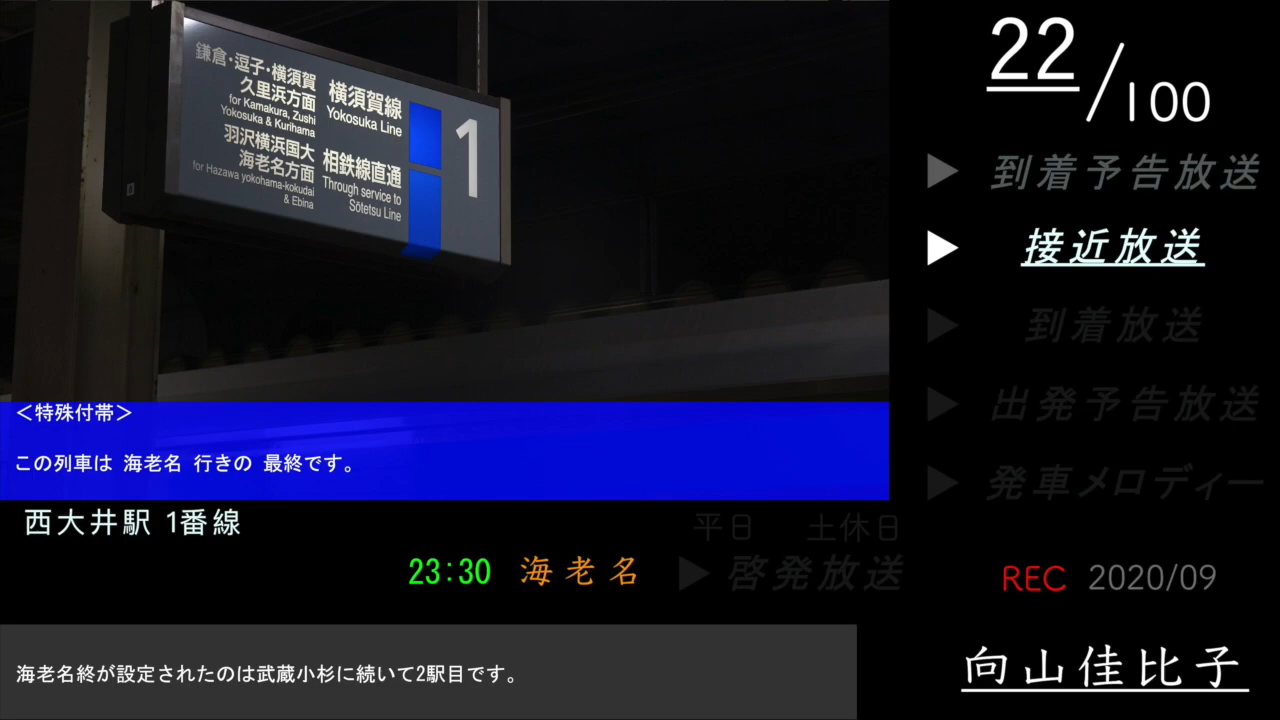 鎌倉・逗子・横須賀
久里浜方面
for Kamakura, Zushi
Yokosuka & Kurihama
横須賀線
Yokosuka Line
羽沢横浜国大
海老名方面
for Hazawa yokohama-kokudai
& Ebina
相鉄線直通
Through service to
Sōtetsu Line
1
22/100
▶ 到着予告放送
▶ 接近放送
▶ 到着放送
▶ 出発予告放送
▶ 発車メロディー
＜特殊付帯＞
この列車は 海老名 行きの 最終です。
西大井駅 1番線
平日 土休日
23:30 海老名
▶ 啓発放送
REC 2020/09
海老名終が設定されたのは武蔵小杉に続いて2駅目です。
向山佳比子